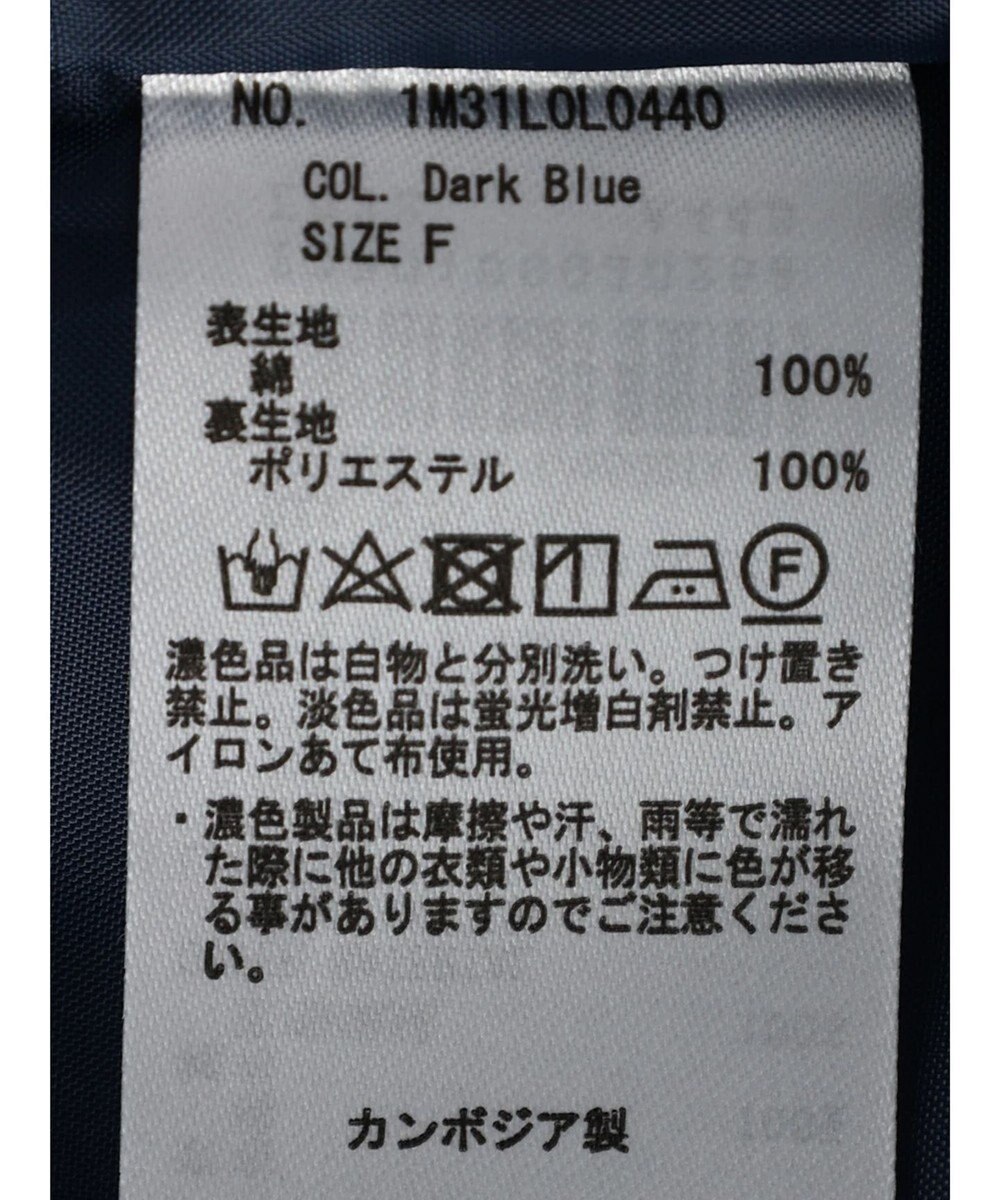 NO. 1M31L0L0440
COL. Dark Blue
SIZE F
表生地
綿 100%
裏生地
ポリエステル 100%
F
濃色品は白物と分別洗い。つけ置き
禁止。淡色品は蛍光増白剤禁止。ア
イロンあて布使用。
・濃色製品は摩擦や汗、雨等で濡れ
た際に他の衣類や小物類に色が移
る事がありますのでご注意くださ
い。
カンボジア製